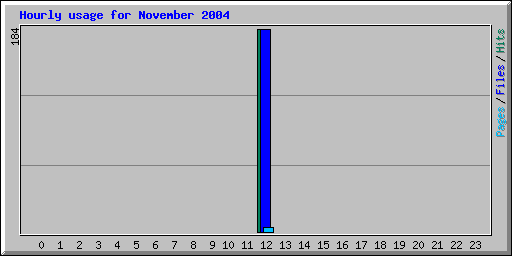 Hourly usage for November 2004
184
Pages/Files/Hits
0 1 2 3 4 5 6 7 8 9 10 11 12 13 14 15 16 17 18 19 20 21 22 23